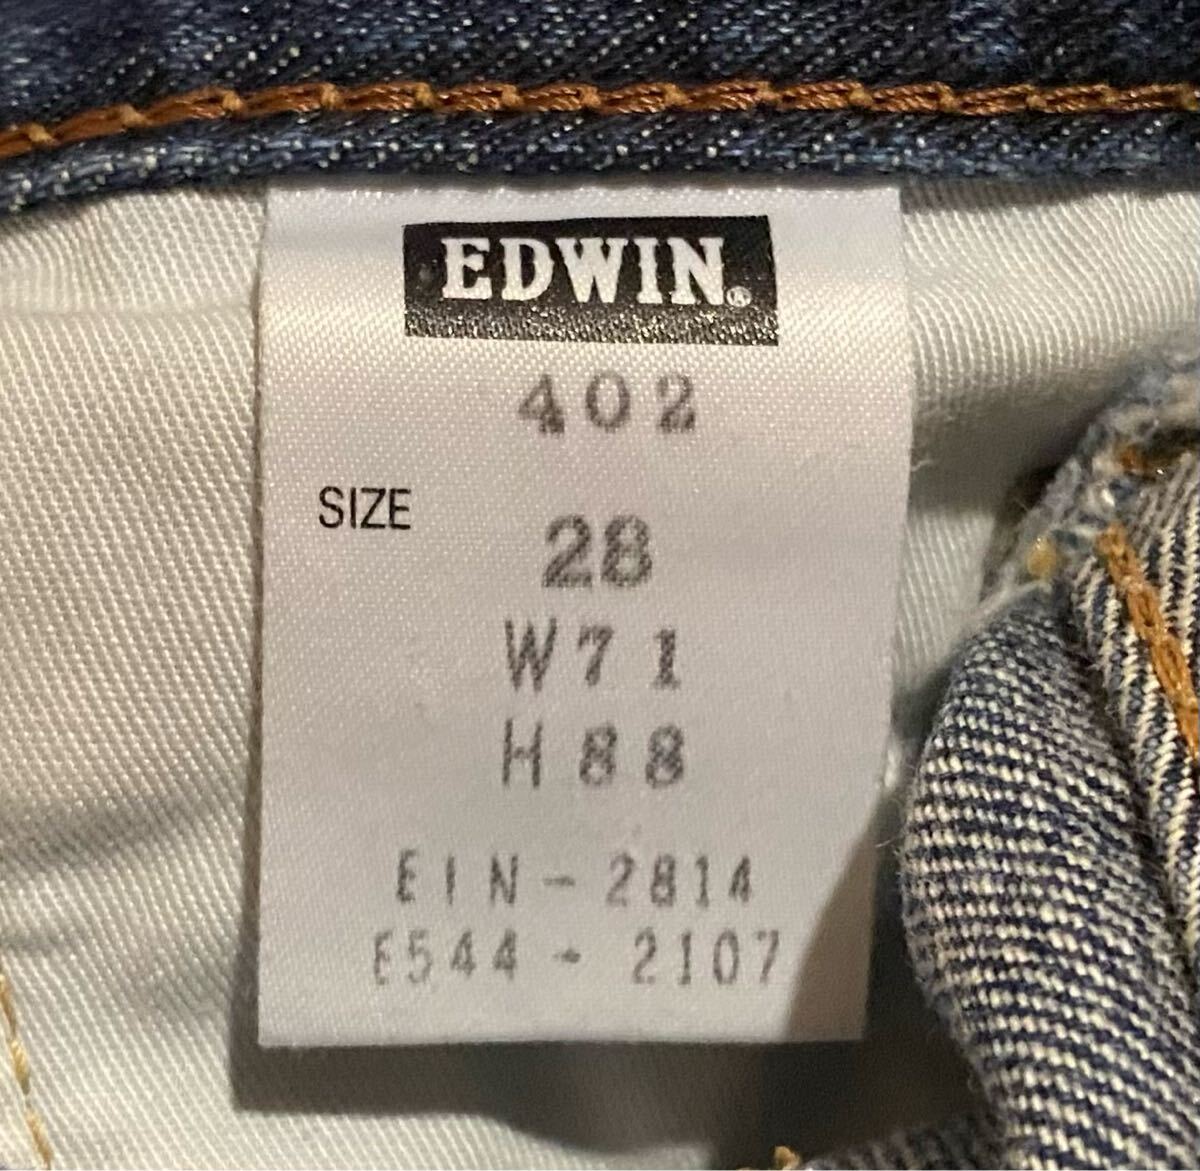 EDWIN®
402
SIZE 28
W71
H88
EIN-2814
E544-2107